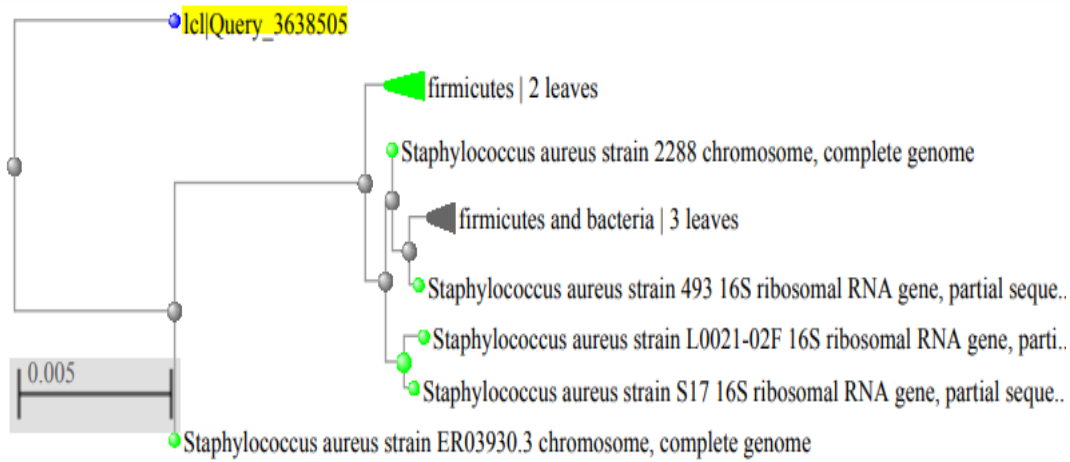 lcl|Query_3638505
firmicutes | 2 leaves
Staphylococcus aureus strain 2288 chromosome, complete genome
firmicutes and bacteria | 3 leaves
Staphylococcus aureus strain 493 16S ribosomal RNA gene, partial seque..
Staphylococcus aureus strain L0021-02F 16S ribosomal RNA gene, parti..
0.005
Staphylococcus aureus strain S17 16S ribosomal RNA gene, partial seque..
Staphylococcus aureus strain ER03930.3 chromosome, complete genome